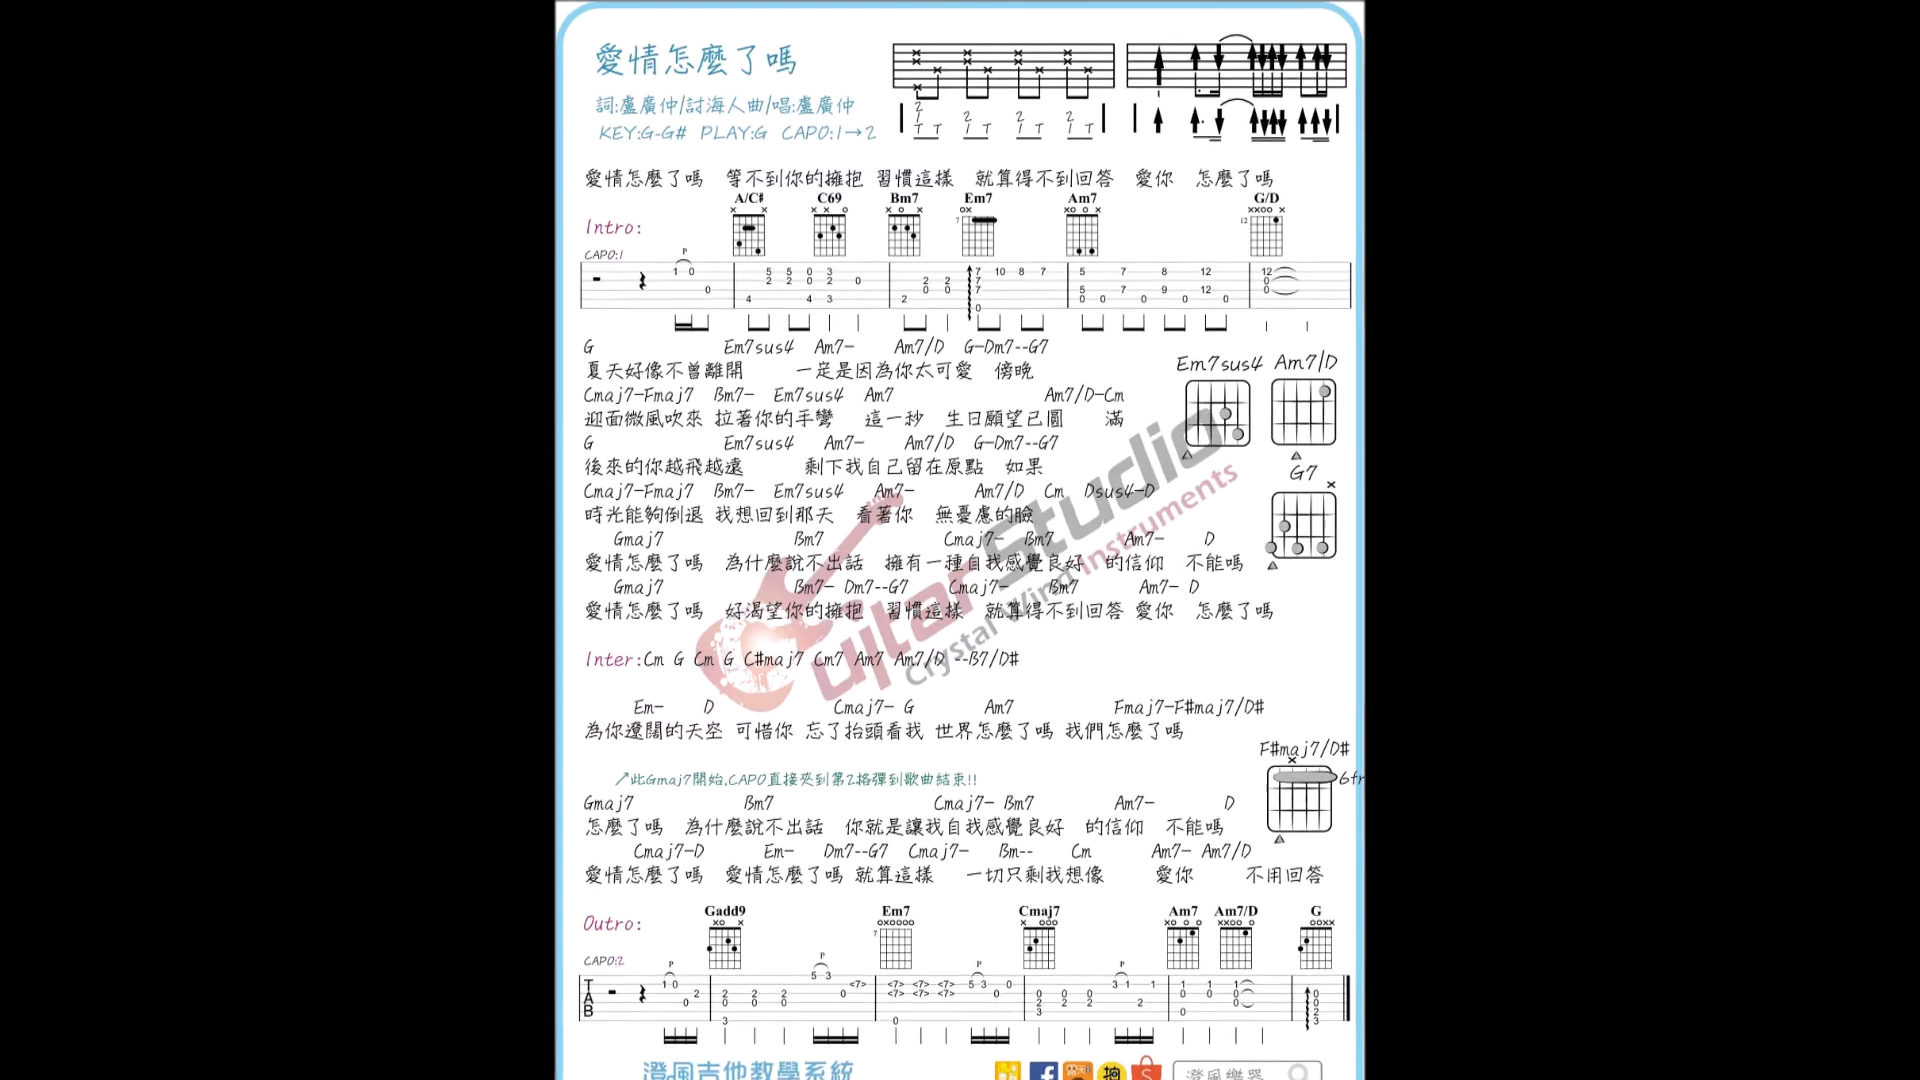 愛情怎麼了嗎
詞:盧廣仲/討海人曲/唱:盧廣仲
KEY:G-G# PLAY:G CAPO:1→2
愛情怎麼了嗎 等不到你的擁抱 習慣這樣 就算得不到回答 愛你 怎麼了嗎
A/C# C69 Bm7 Em7 Am7 G/D
Intro:
CAPO:1
G Em7sus4 Am7- Am7/D G-Dm7--G7
夏天好像不曾離開 一定是因為你太可愛 傍晚
Em7sus4 Am7/D
Cmaj7-Fmaj7 Bm7- Em7sus4 Am7 Am7/D-Cm
迎面微風吹來 拉著你的手彎 這一秒 生日願望已圓 滿
G Em7sus4 Am7- Am7/D G-Dm7--G7
後來的你越飛越遠 剩下我自己留在原點 如果
G7
Cmaj7-Fmaj7 Bm7- Em7sus4 Am7- Am7/D Cm Dsus4-D
時光能夠倒退 我想回到那天 看著你 無憂慮的臉
Gmaj7 Bm7 Cmaj7- Bm7 Am7- D
愛情怎麼了嗎 為什麼說不出話 擁有一種自我感覺良好 的信仰 不能嗎
Gmaj7 Bm7- Dm7--G7 Cmaj7- Bm7 Am7- D
愛情怎麼了嗎 好渴望你的擁抱 習慣這樣 就算得不到回答 愛你 怎麼了嗎
Inter:Cm G Cm G C#maj7 Cm7 Am7 Am7/D --B7/D#
Em- D Cmaj7- G Am7 Fmaj7-F#maj7/D#
為你遼闊的天空 可惜你 忘了抬頭看我 世界怎麼了嗎 我們怎麼了嗎
F#maj7/D#
6fr
↗此Gmaj7開始,CAPO直接夾到第2格彈到歌曲結束!!
Gmaj7 Bm7 Cmaj7- Bm7 Am7- D
怎麼了嗎 為什麼說不出話 你就是讓我自我感覺良好 的信仰 不能嗎
Cmaj7-D Em- Dm7--G7 Cmaj7- Bm-- Cm Am7- Am7/D
愛情怎麼了嗎 愛情怎麼了嗎 就算這樣 一切只剩我想像 愛你 不用回答
Gadd9 Em7 Cmaj7 Am7 Am7/D G
Outro:
CAPO:2
Guitar Studio
Crystal Wind Instruments
澄風吉他教學系統
澄風樂器